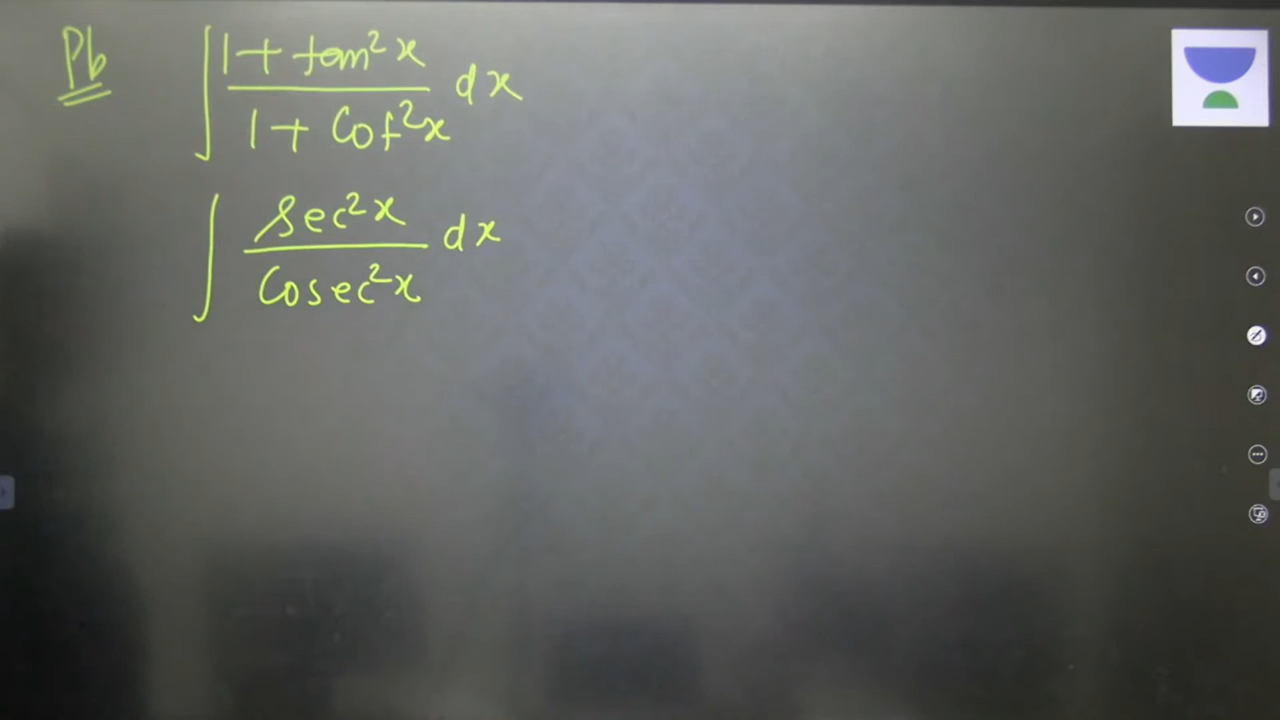 Pb ∫ (1 + tan²x)/(1 + Cot²x) dx
∫ (Sec²x)/(Cosec²x) dx